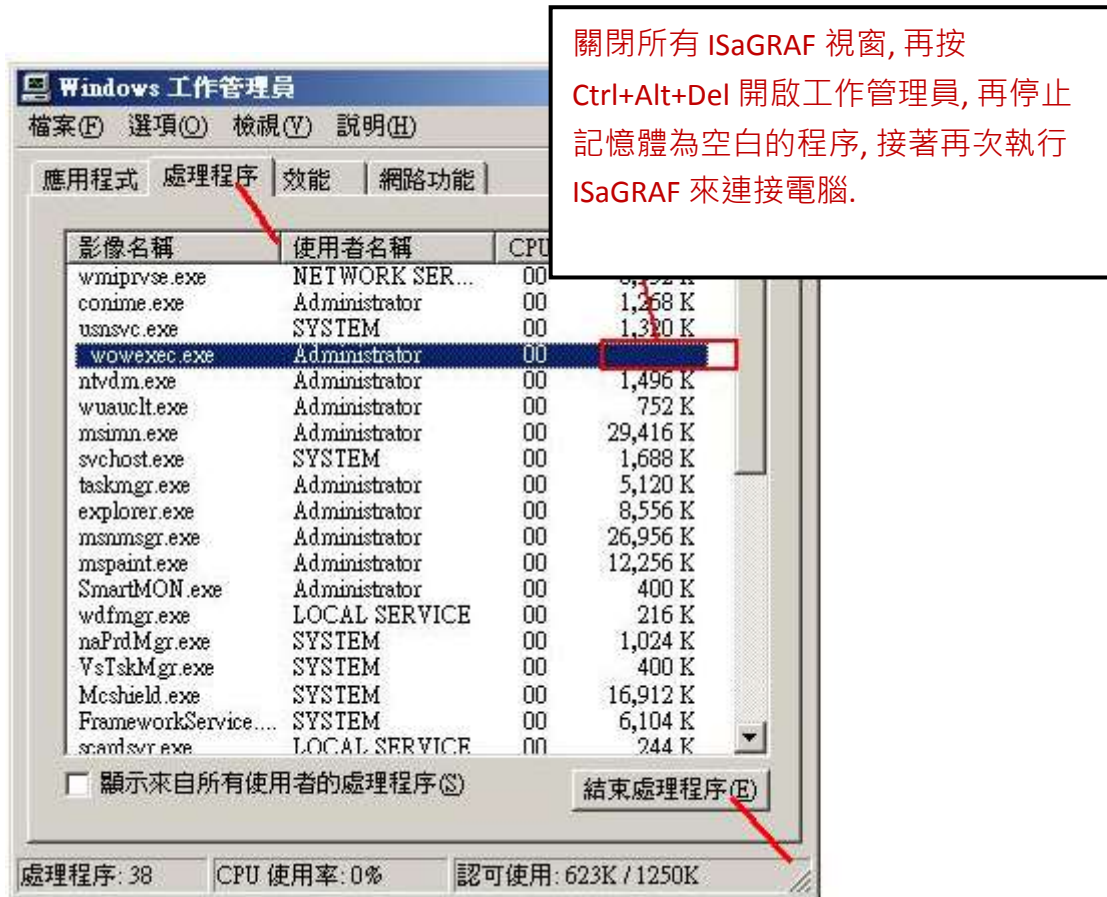 關閉所有 ISaGRAF 視窗, 再按
Ctrl+Alt+Del 開啟工作管理員, 再停止
記憶體為空白的程序, 接著再次執行
ISaGRAF 來連接電腦.
Windows 工作管理員
檔案(F) 選項(O) 檢視(V) 說明(H)
應用程式 處理程序 效能 網路功能
影像名稱 使用者名稱 CPU
wmiprvse.exe NETWORK SER... 00
conime.exe Administrator 00 1,268 K
usnsvc.exe SYSTEM 00 1,320 K
wowexec.exe Administrator 00
ntvdm.exe Administrator 00 1,496 K
wuauclt.exe Administrator 00 752 K
msimn.exe Administrator 00 29,416 K
svchost.exe SYSTEM 00 1,688 K
taskmgr.exe Administrator 00 5,120 K
explorer.exe Administrator 00 8,556 K
msnmsgr.exe Administrator 00 26,956 K
mspaint.exe Administrator 00 12,256 K
SmartMON.exe Administrator 00 400 K
wdfmgr.exe LOCAL SERVICE 00 216 K
naPrdMgr.exe SYSTEM 00 1,024 K
VsTskMgr.exe SYSTEM 00 400 K
Mcshield.exe SYSTEM 00 16,912 K
FrameworkService.... SYSTEM 00 6,104 K
scardsvr.exe LOCAL SERVICE 00 244 K
顯示來自所有使用者的處理程序(S) 結束處理程序(E)
處理程序: 38 CPU 使用率: 0% 認可使用: 623K / 1250K